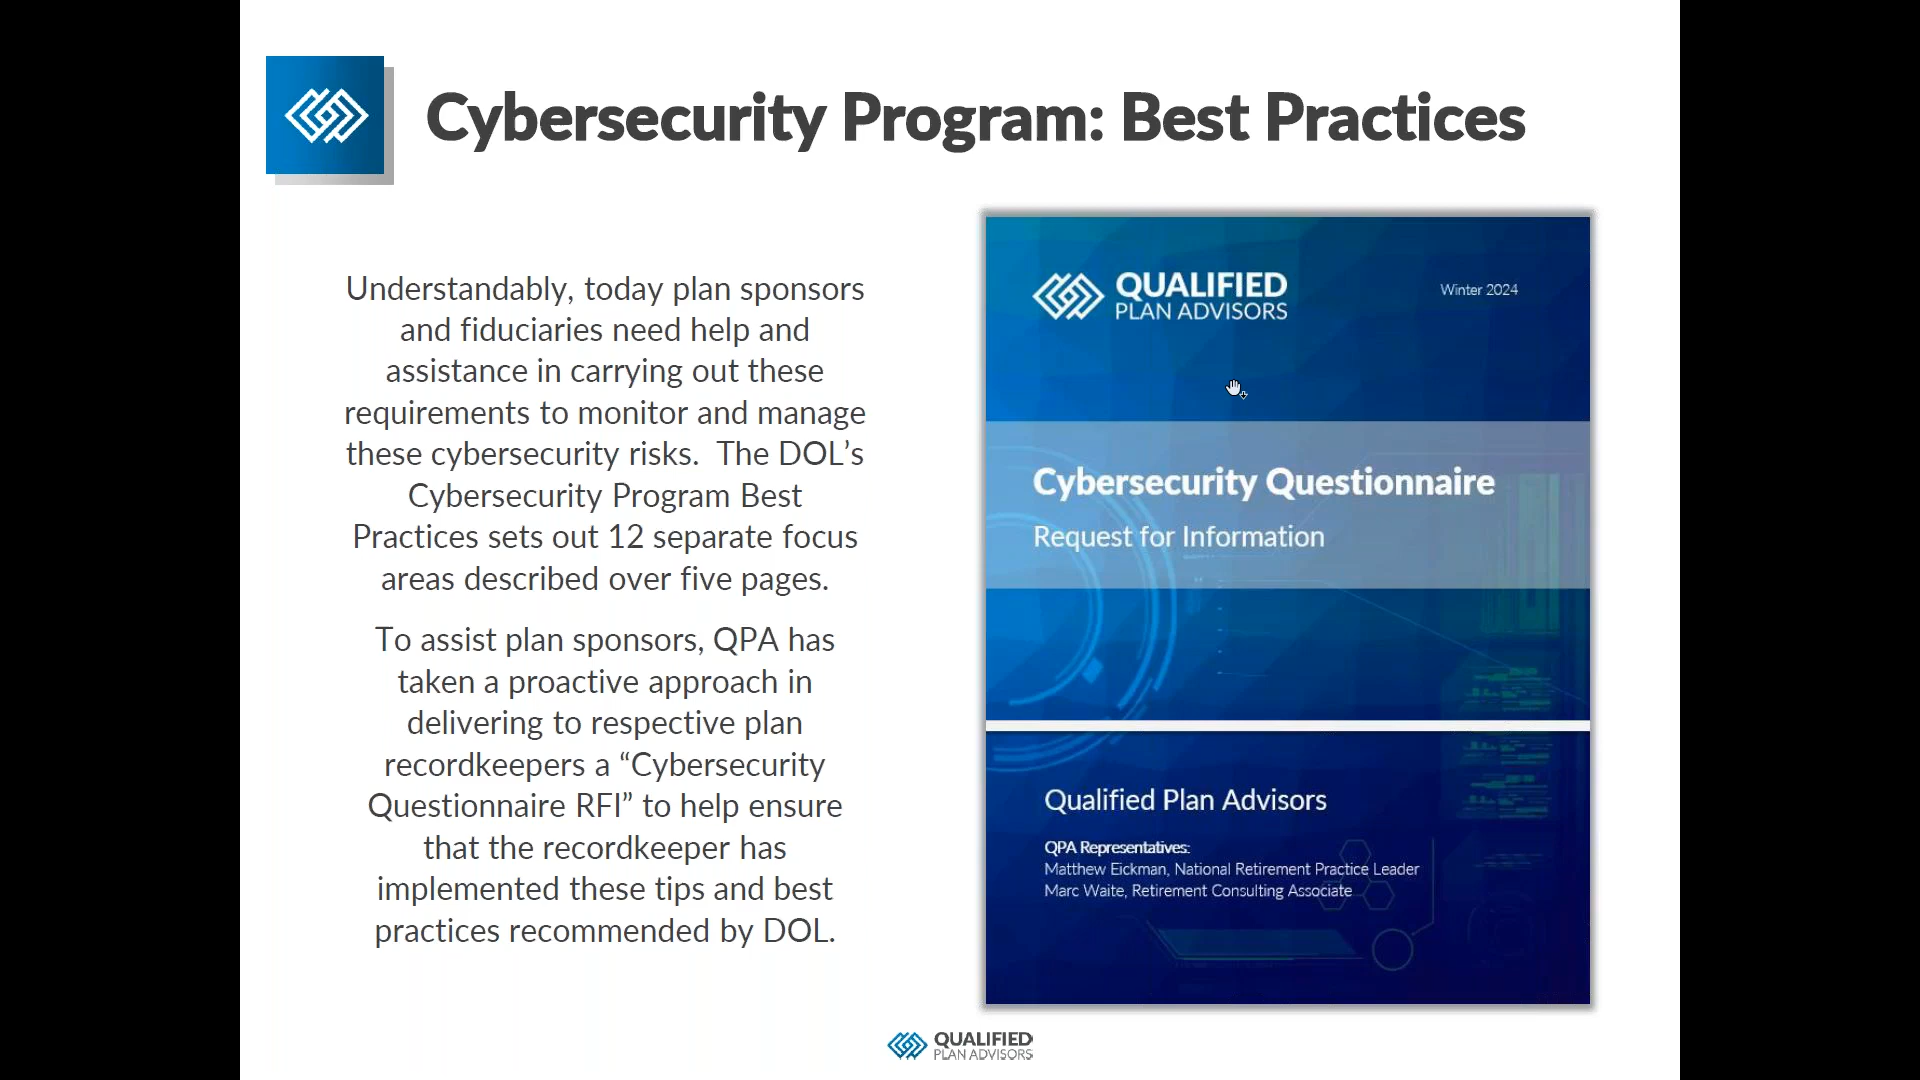 Cybersecurity Program: Best Practices
Understandably, today plan sponsors
and fiduciaries need help and
assistance in carrying out these
requirements to monitor and manage
these cybersecurity risks.  The DOL’s
Cybersecurity Program Best
Practices sets out 12 separate focus
areas described over five pages.
To assist plan sponsors, QPA has
taken a proactive approach in
delivering to respective plan
recordkeepers a “Cybersecurity
Questionnaire RFI” to help ensure
that the recordkeeper has
implemented these tips and best
practices recommended by DOL.
QUALIFIED
PLAN ADVISORS
Winter 2024
Cybersecurity Questionnaire
Request for Information
Qualified Plan Advisors
QPA Representatives:
Matthew Eickman, National Retirement Practice Leader
Marc Waite, Retirement Consulting Associate
QUALIFIED
PLAN ADVISORS